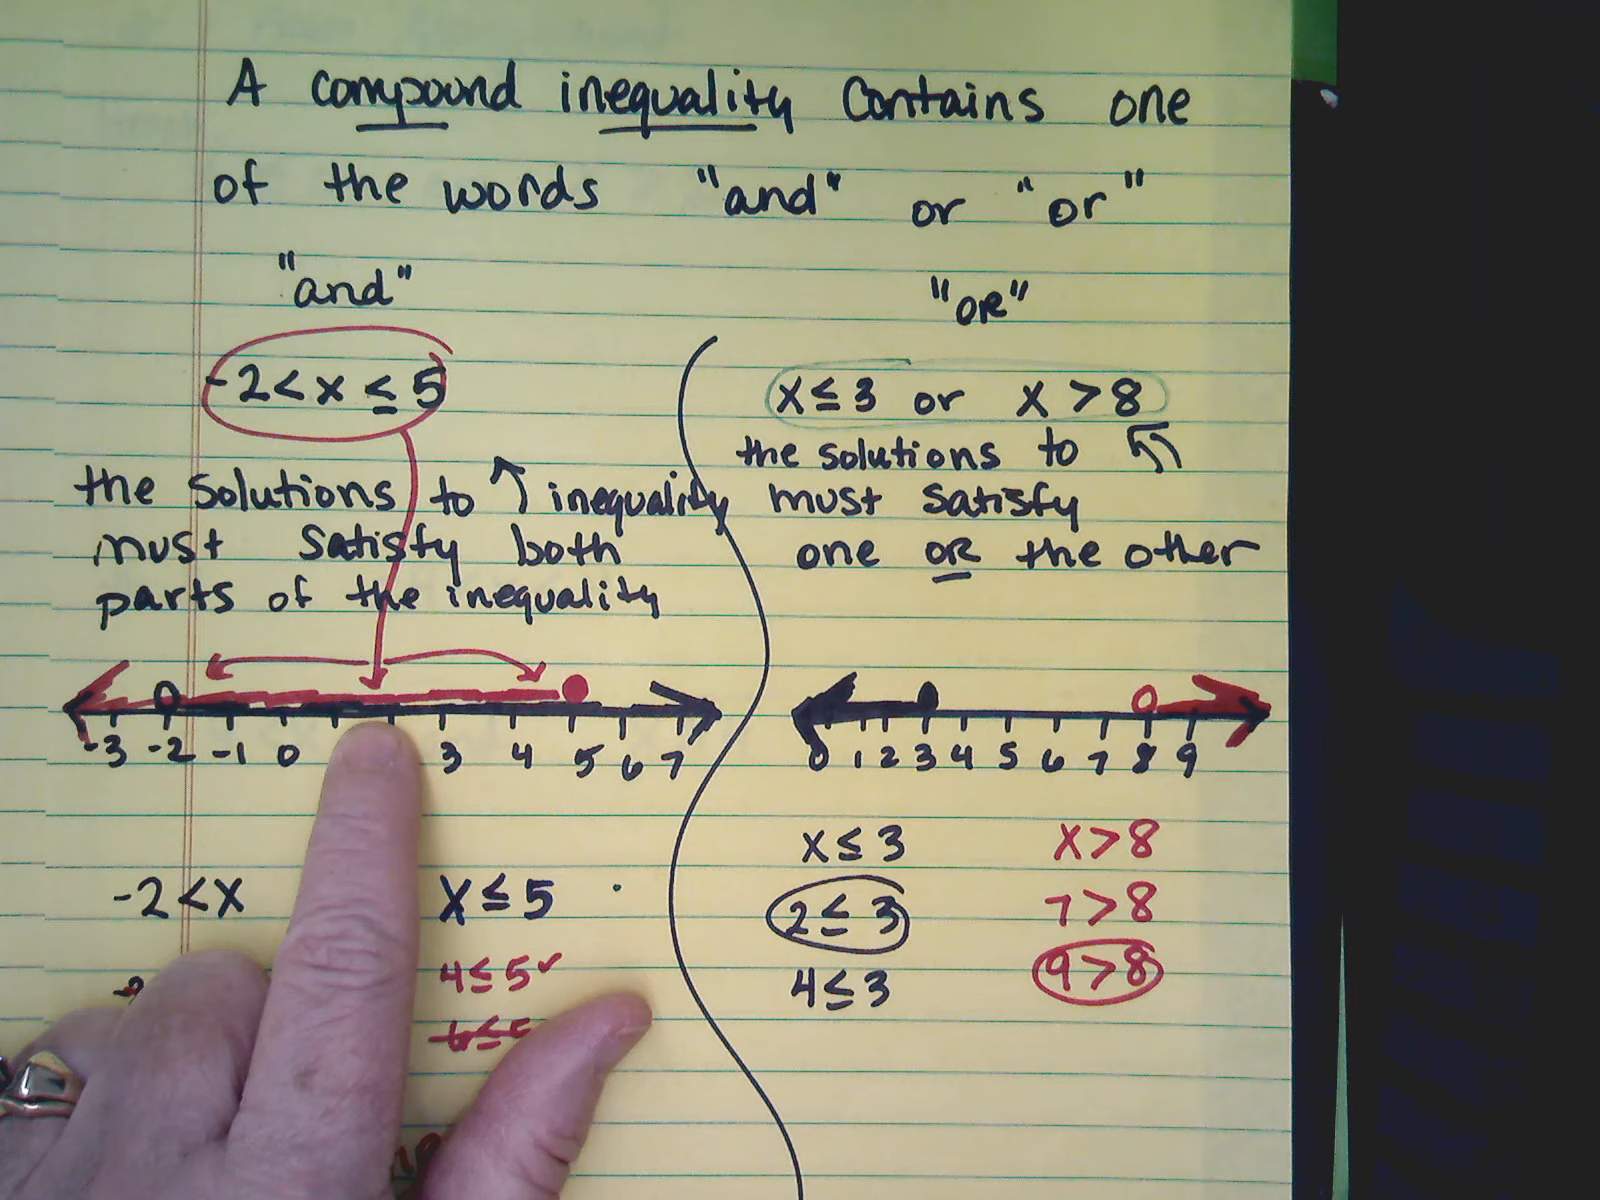 A compound inequality contains one
of the words "and" or "or"
"and"
-2 < x ≤ 5
the solutions to inequality
must satisfy both
parts of the inequality
-3 -2 -1 0 3 4 5 6 7
-2 < x x ≤ 5
4 ≤ 5 ✓
"OR"
x ≤ 3 or x > 8
the solutions to
must satisfy
one OR the other
0 1 2 3 4 5 6 7 8 9
x ≤ 3 x > 8
2 ≤ 3 7 > 8
4 ≤ 3 9 > 8